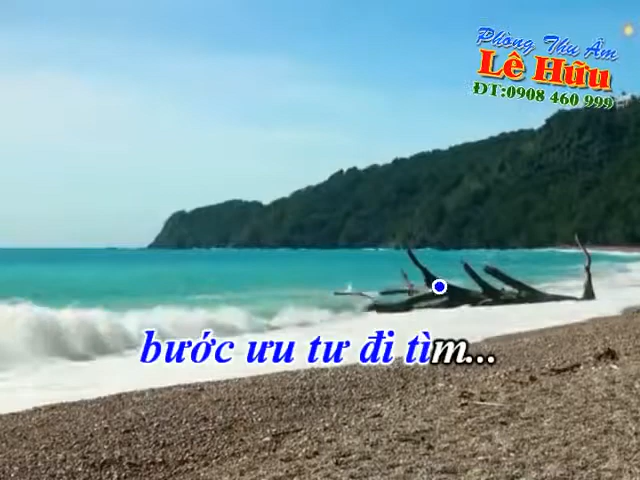 Phòng Thu Âm
Lê Hữu
ĐT:0908 460 999
bước ưu tư đi tìm...